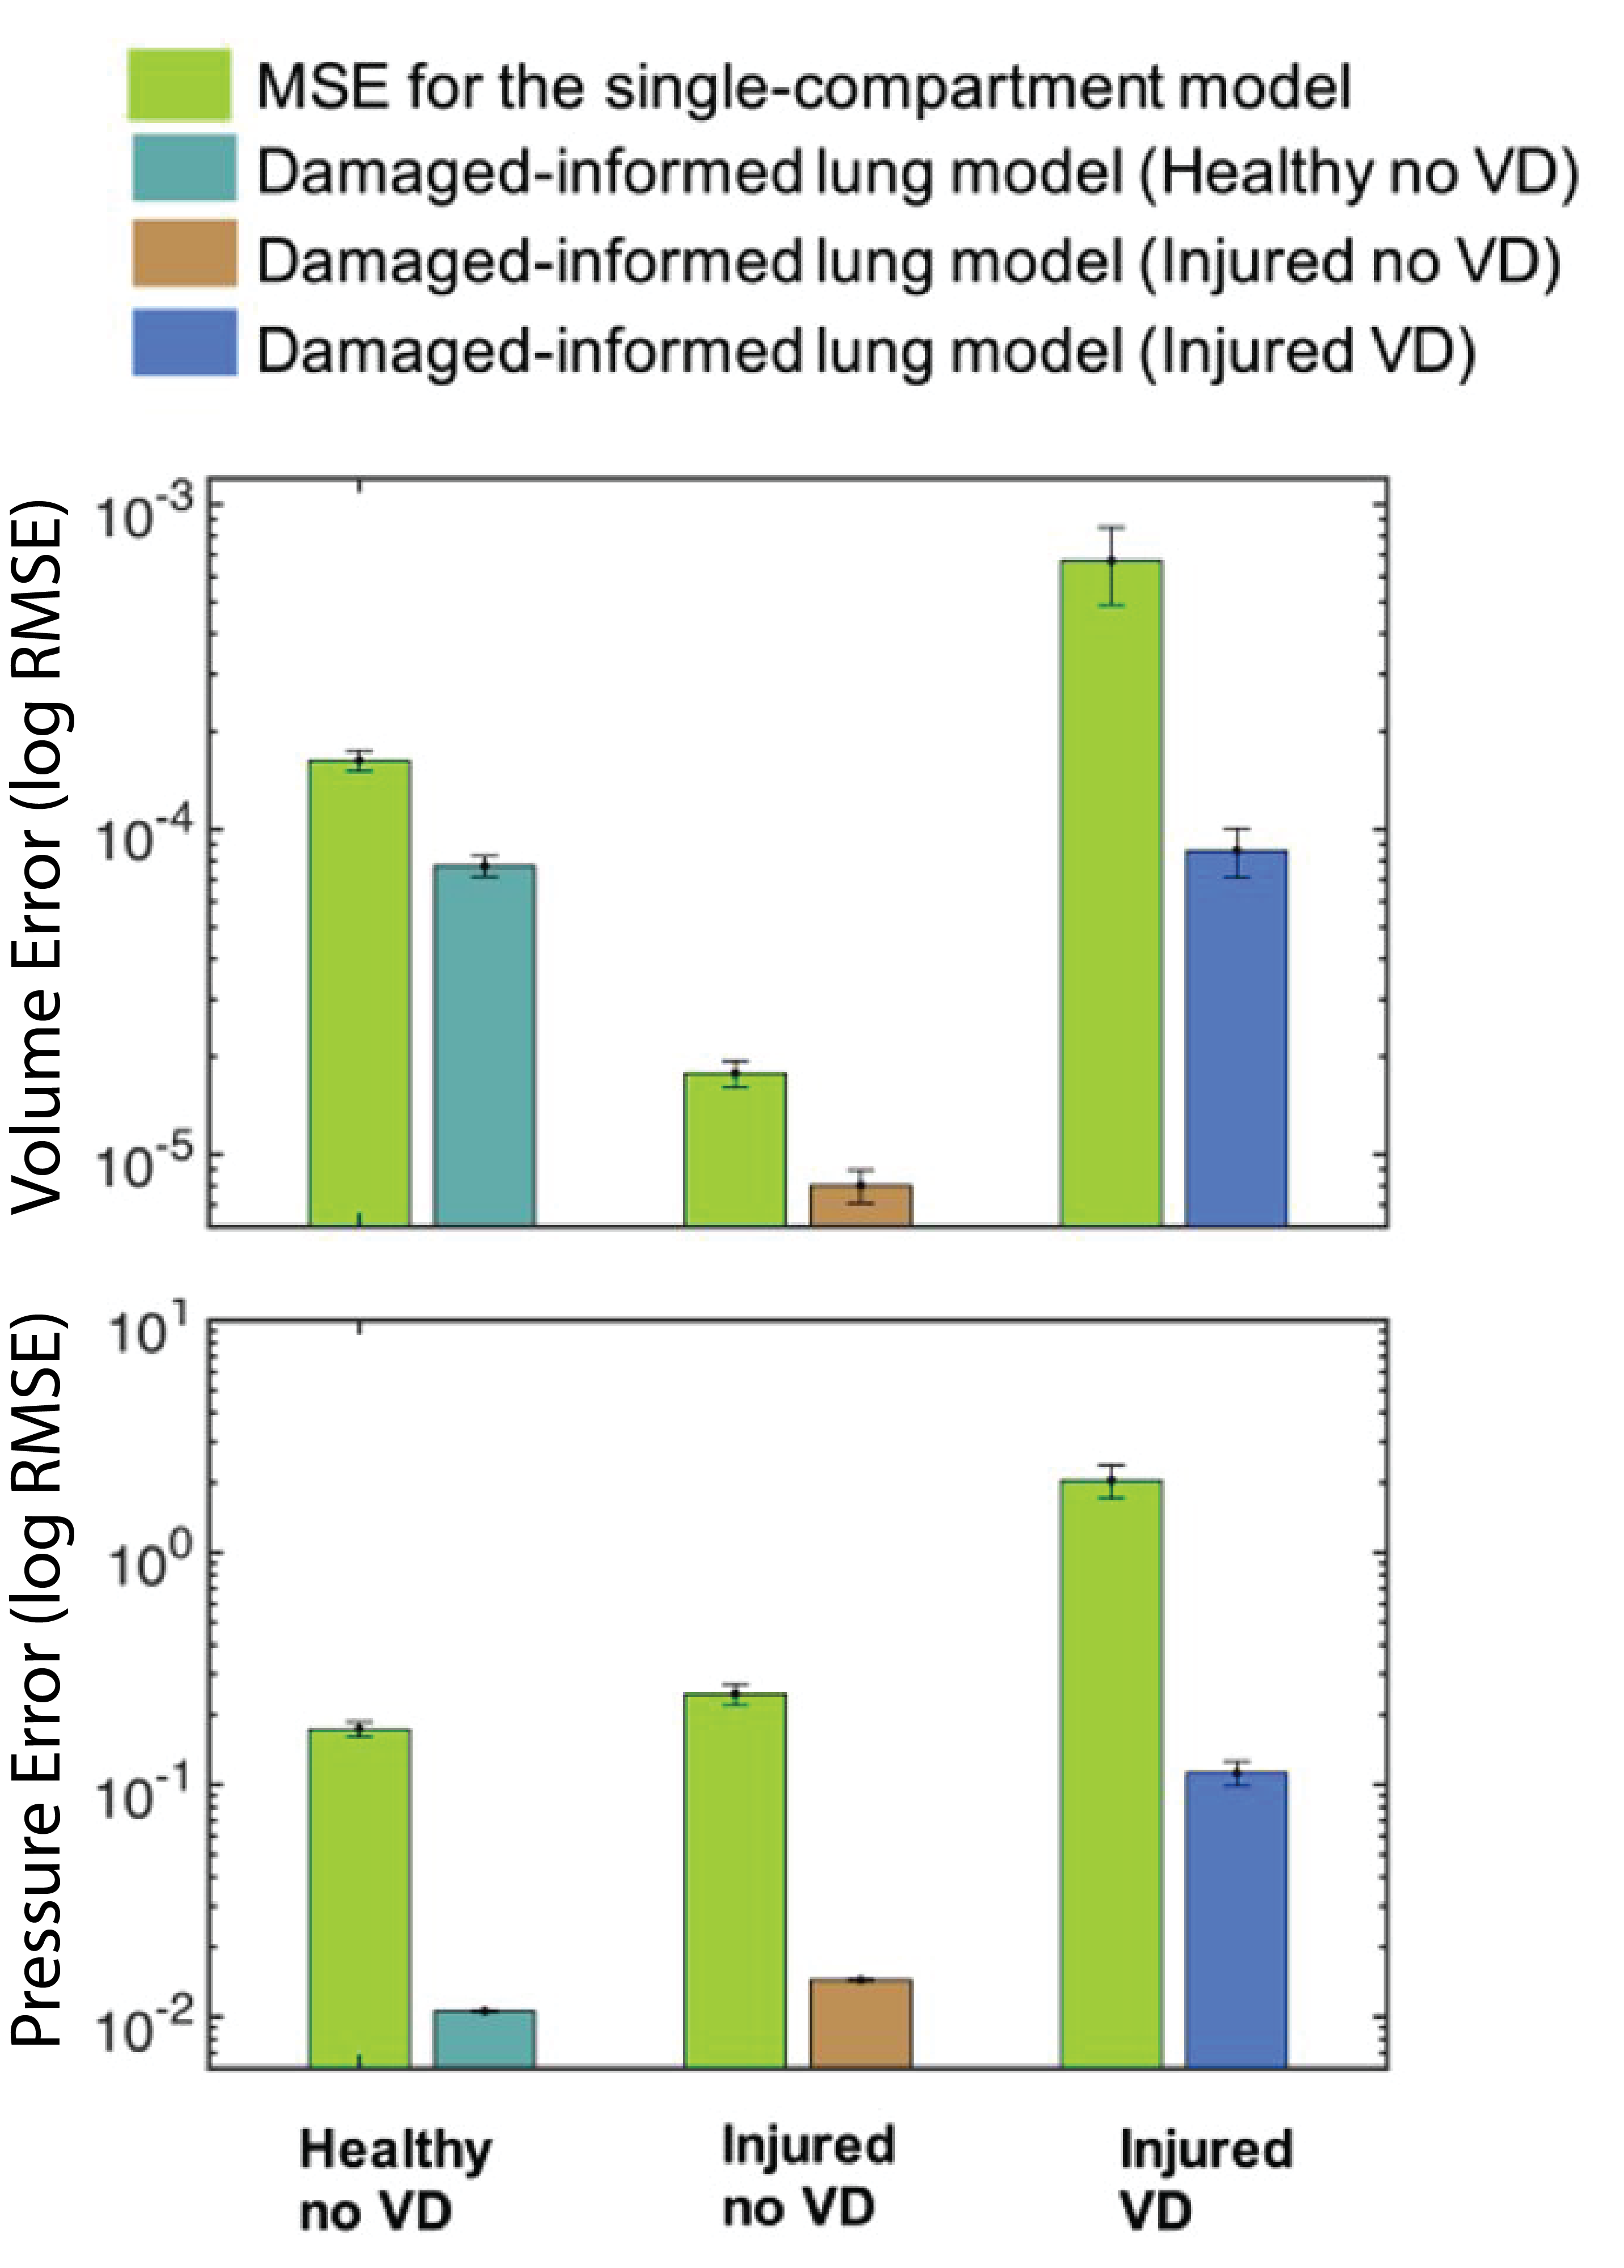 MSE for the single-compartment model
Damaged-informed lung model (Healthy no VD)
Damaged-informed lung model (Injured no VD)
Damaged-informed lung model (Injured VD)
Volume Error (log RMSE)
10-3
10-4
10-5
Pressure Error (log RMSE)
101
100
10-1
10-2
Healthy
no VD
Injured
no VD
Injured
VD